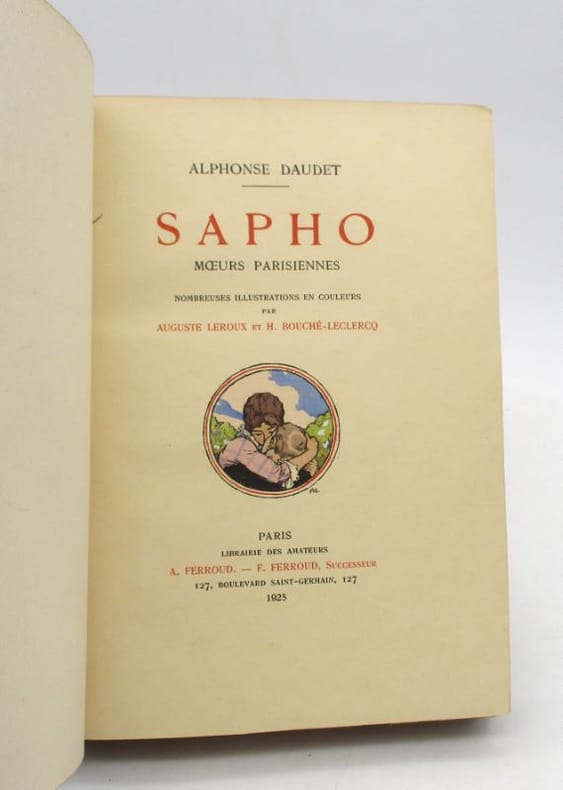 ALPHONSE DAUDET
SAPHO
MŒURS PARISIENNES
NOMBREUSES ILLUSTRATIONS EN COULEURS
PAR
AUGUSTE LEROUX ET H. BOUCHÉ-LECLERCQ
PARIS
LIBRAIRIE DES AMATEURS
A. FERROUD. — F. FERROUD, SUCCESSEUR
127, BOULEVARD SAINT-GERMAIN, 127
1925